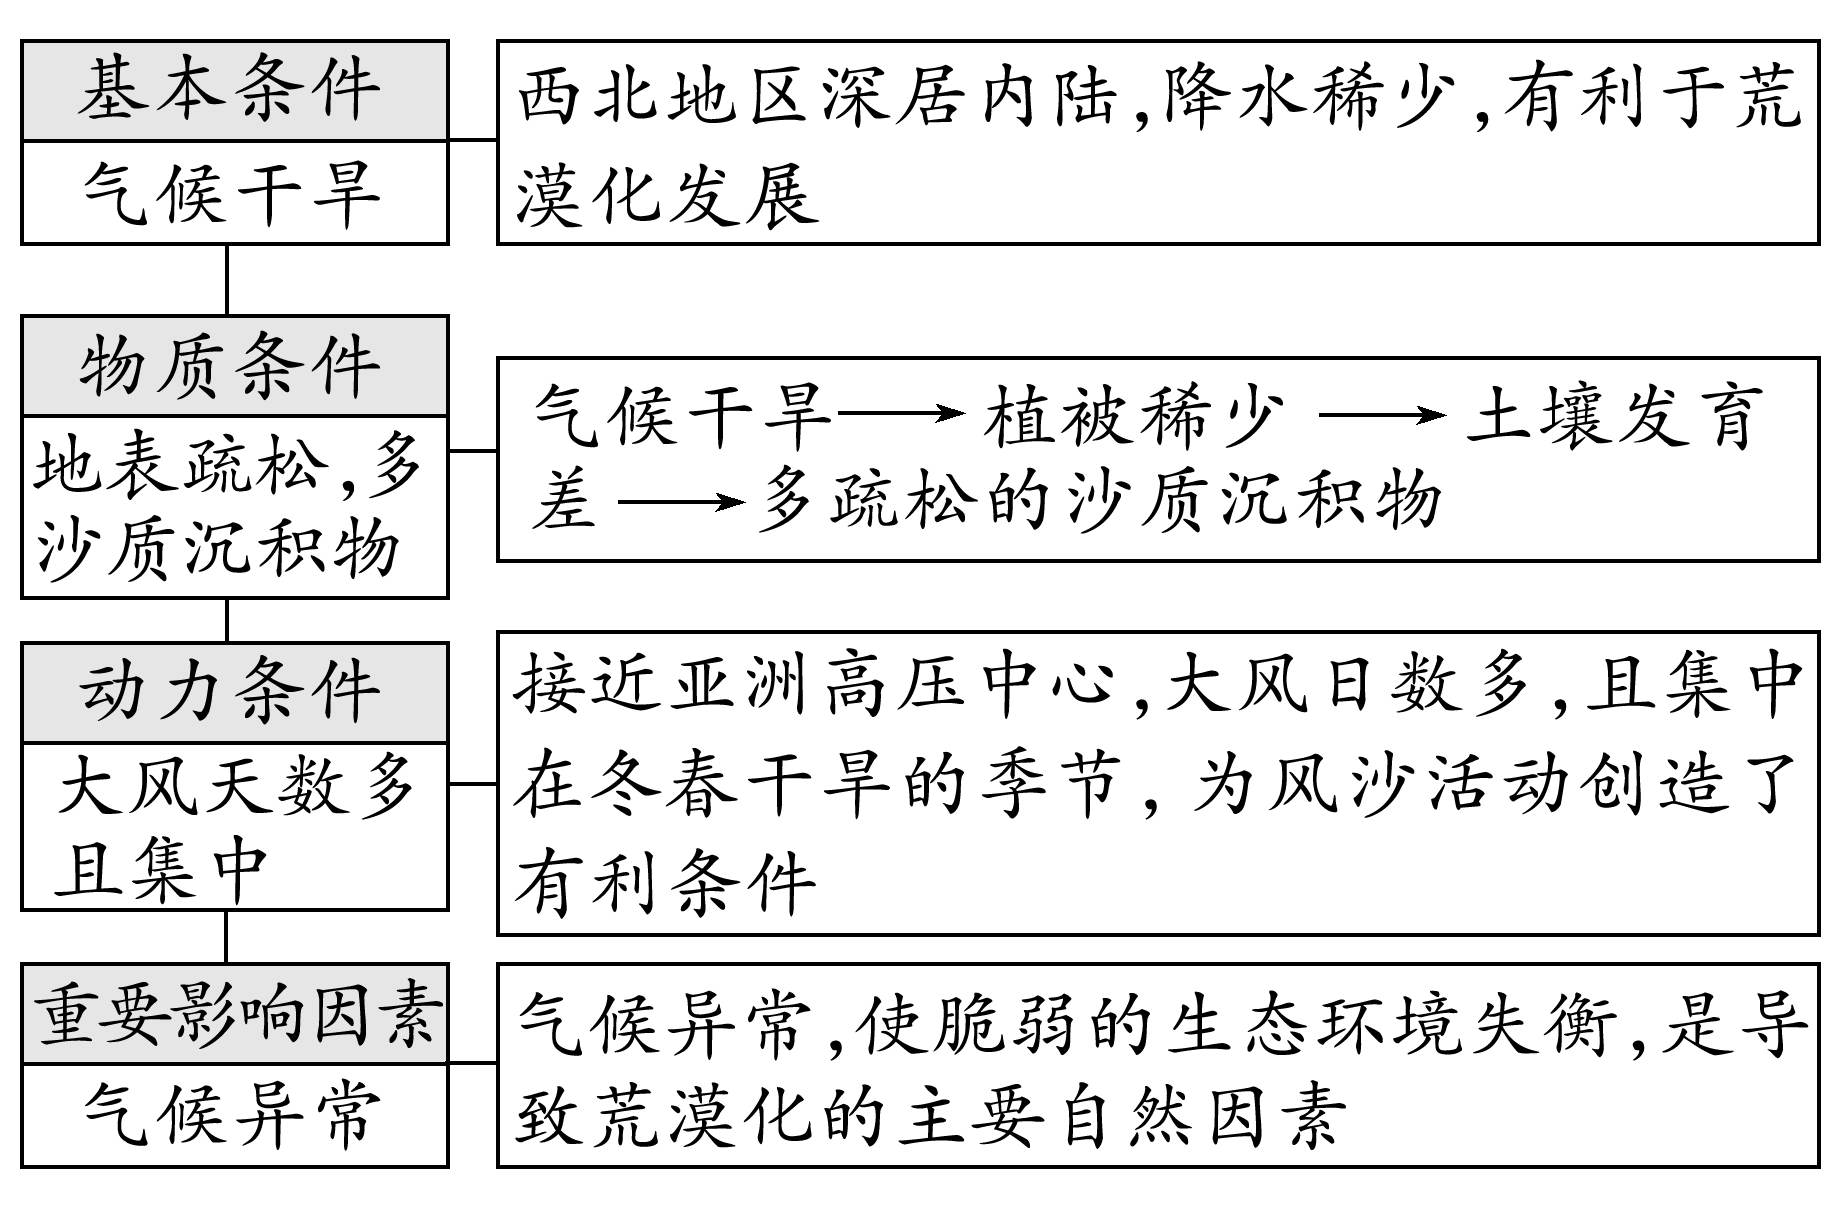 基本条件
气候干旱
西北地区深居内陆,降水稀少,有利于荒
漠化发展
物质条件
地表疏松,多
沙质沉积物
气候干旱→植被稀少→土壤发育
差→多疏松的沙质沉积物
动力条件
大风天数多
且集中
接近亚洲高压中心,大风日数多,且集中
在冬春干旱的季节,为风沙活动创造了
有利条件
重要影响因素
气候异常
气候异常,使脆弱的生态环境失衡,是导
致荒漠化的主要自然因素